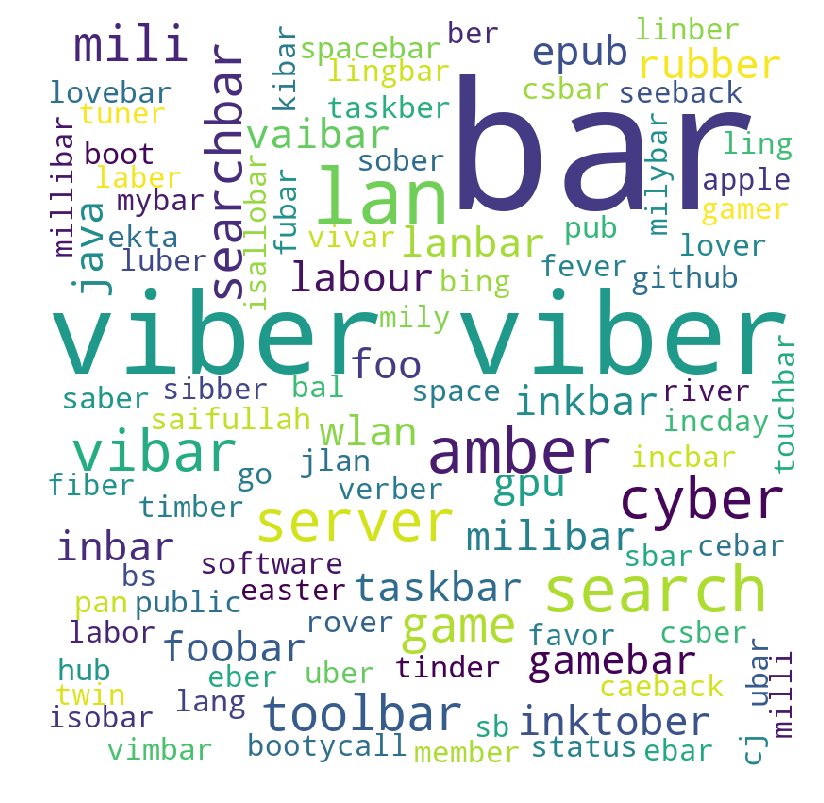 mili
searchbar
kibar
spacebar
ber
epub
linber
rubber
lovebar
lingbar
csbar
seeback
tuner
taskber
bar
millibar
boot
vaibar
sober
milybar
ling
laber
isallobar
fubar
lan
apple
mybar
java
vivar
lanbar
pub
gamer
ekta
lover
luber
labour
bing
fever
github
viber
mily
viber
foo
touchbar
saber
sibber
bal
space
inkbar
river
saifullah
wlan
incday
vibar
amber
incbar
fiber
go
jlan
verber
gpu
cyber
timber
server
inbar
milibar
sbar
cebar
bs
software
search
pan
public
easter
taskbar
labor
foobar
rover
game
favor
csber
hub
eber
uber
tinder
gamebar
ubar
milli
twin
lang
caeback
isobar
toolbar
sb
inktober
vimbar
bootycall
member
status
ebar
cj